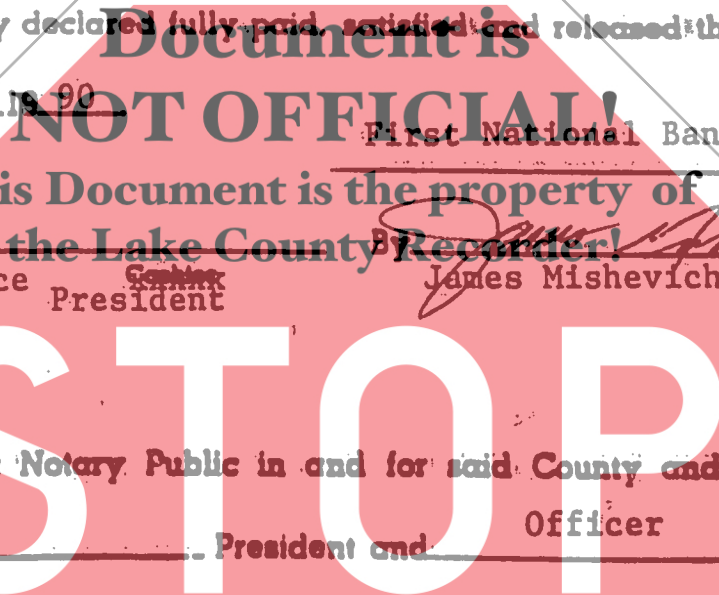 declared fully paid, satisfied and released
Document is
19 90
NOT OFFICIAL!
First National Ban
is Document is the property of
the Lake County Recorder!
By
ce
James Mishevich
President
STOP
Notary Public in and for said County and
Officer
President and